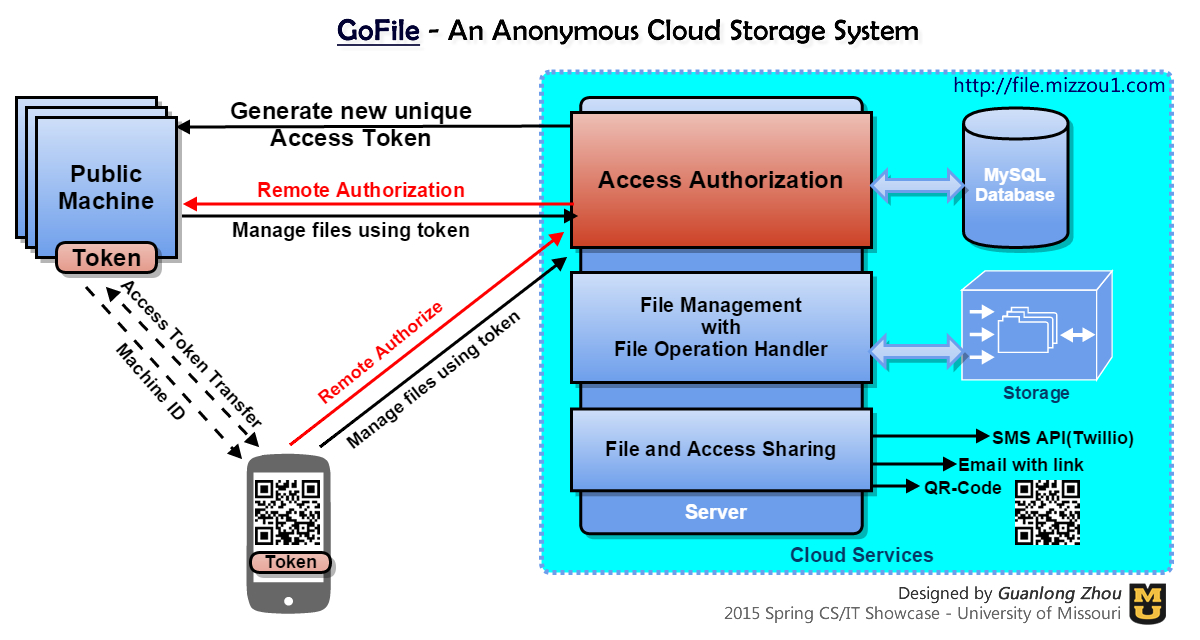 GoFile - An Anonymous Cloud Storage System
http://file.mizzou1.com
Generate new unique
Access Token
Public
Machine
Token
Remote Authorization
Manage files using token
Access Authorization
MySQL
Database
Access Token Transfer
Machine ID
Remote Authorize
Manage files using token
File Management
with
File Operation Handler
Storage
File and Access Sharing
SMS API(Twillio)
Email with link
QR-Code
Server
Cloud Services
Token
Designed by Guanlong Zhou
2015 Spring CS/IT Showcase - University of Missouri
MU